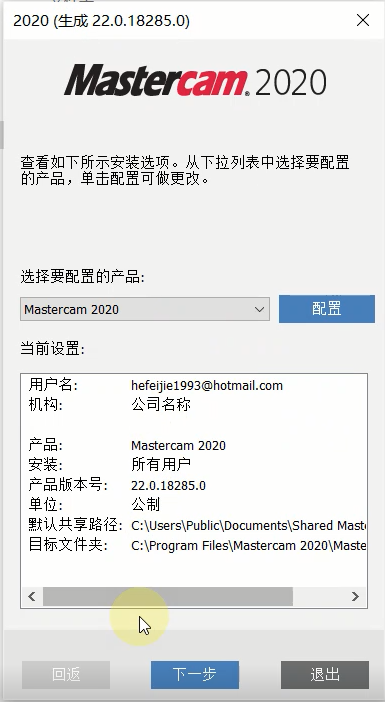 2020 (生成 22.0.18285.0)
Mastercam. 2020
查看如下所示安装选项。从下拉列表中选择要配置
的产品，单击配置可做更改。
选择要配置的产品:
Mastercam 2020
配置
当前设置:
用户名: hefeijie1993@hotmail.com
机构: 公司名称
产品: Mastercam 2020
安装: 所有用户
产品版本号: 22.0.18285.0
单位: 公制
默认共享路径: C:\Users\Public\Documents\Shared Maste
目标文件夹: C:\Program Files\Mastercam 2020\Maste
回返 下一步 退出